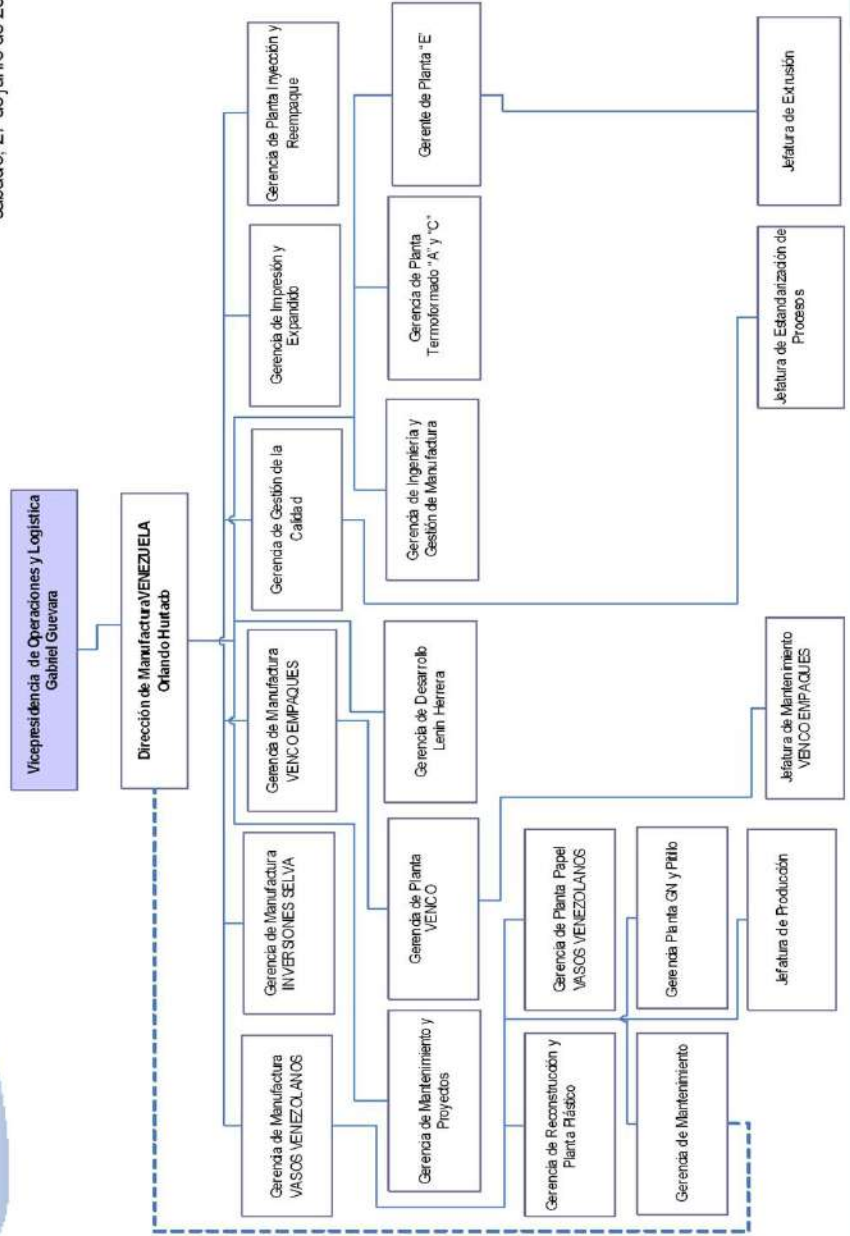 Vicepresidencia de Operaciones y Logistica
Gabriel Guevara
Dirección de ManufacturaVENEZUELA
Orlando Hurtado
Gerencia de Manufactura
VASOS VENEZOLANOS
Gerencia de Manufactura
INVERSIONES SELVA
Gerencia de Manufactura
VENCO EMPAQUES
Gerencia de Gestión de la
Calidad
Gerencia de Impresión y
Expandido
Gerencia de Planta Inyección y
Reempaque
Gerencia de Mantenimiento y
Proyectos
Gerencia de Planta
VENCO
Gerencia de Desarrollo
Lenin Herrera
Gerencia de Ingeniería y
Gestión de Manufactura
Gerencia de Planta
Termoformado "A" y "C"
Gerente de Planta "E"
Gerencia de Reconstrucción y
Planta Plástico
Gerencia de Planta Papel
VASOS VENEZOLANOS
Gerencia de Mantenimiento
Gerencia Planta GN y Pitillo
Jefatura de Producción
Jefatura de Mantenimiento
VENCO EMPAQUES
Jefatura de Estandarización de
Procesos
Jefatura de Extrusión